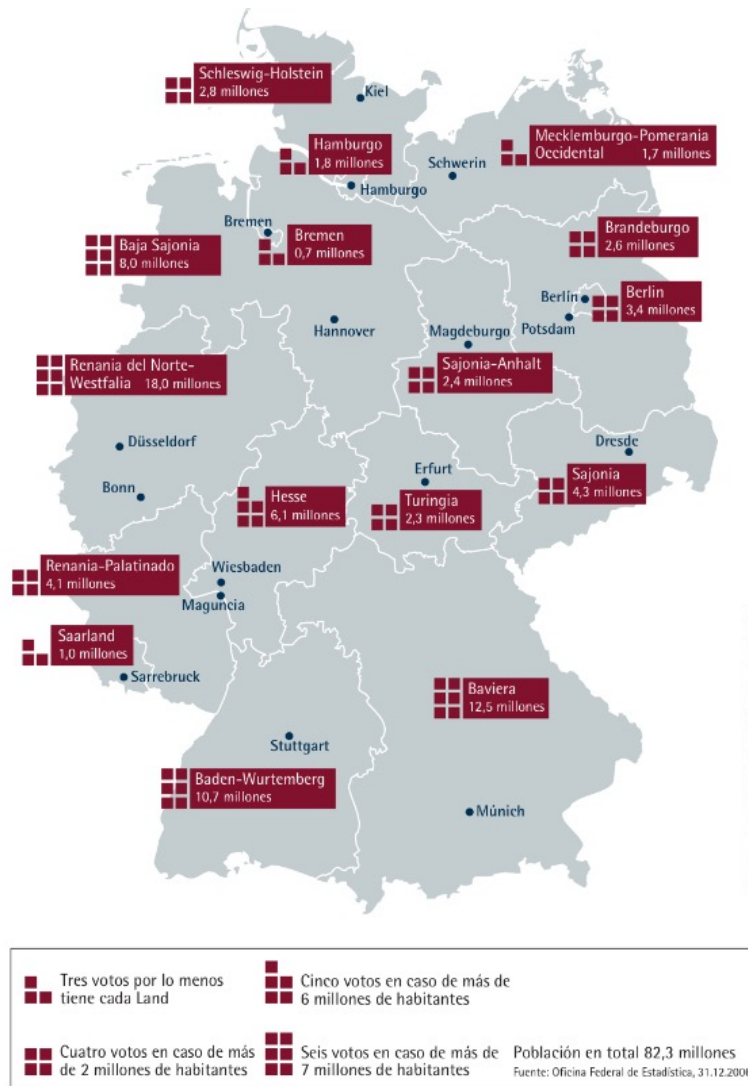 Schleswig-Holstein
2,8 millones
Kiel
Hamburgo
1,8 millones
Hamburgo
Mecklemburgo-Pomerania
Occidental 1,7 millones
Schwerin
Bremen
Bremen
0,7 millones
Baja Sajonia
8,0 millones
Brandeburgo
2,6 millones
Berlín
Berlin
3,4 millones
Potsdam
Hannover
Magdeburgo
Sajonia-Anhalt
2,4 millones
Renania del Norte-
Westfalia 18,0 millones
Düsseldorf
Bonn
Dresde
Sajonia
4,3 millones
Erfurt
Turingia
2,3 millones
Hesse
6,1 millones
Renania-Palatinado
4,1 millones
Wiesbaden
Maguncia
Saarland
1,0 millones
Sarrebruck
Baviera
12,5 millones
Stuttgart
Baden-Wurtemberg
10,7 millones
Múnich
Tres votos por lo menos
tiene cada Land
Cinco votos en caso de más de
6 millones de habitantes
Cuatro votos en caso de más
de 2 millones de habitantes
Seis votos en caso de más de
7 millones de habitantes
Población en total 82,3 millones
Fuente: Oficina Federal de Estadística, 31.12.2006